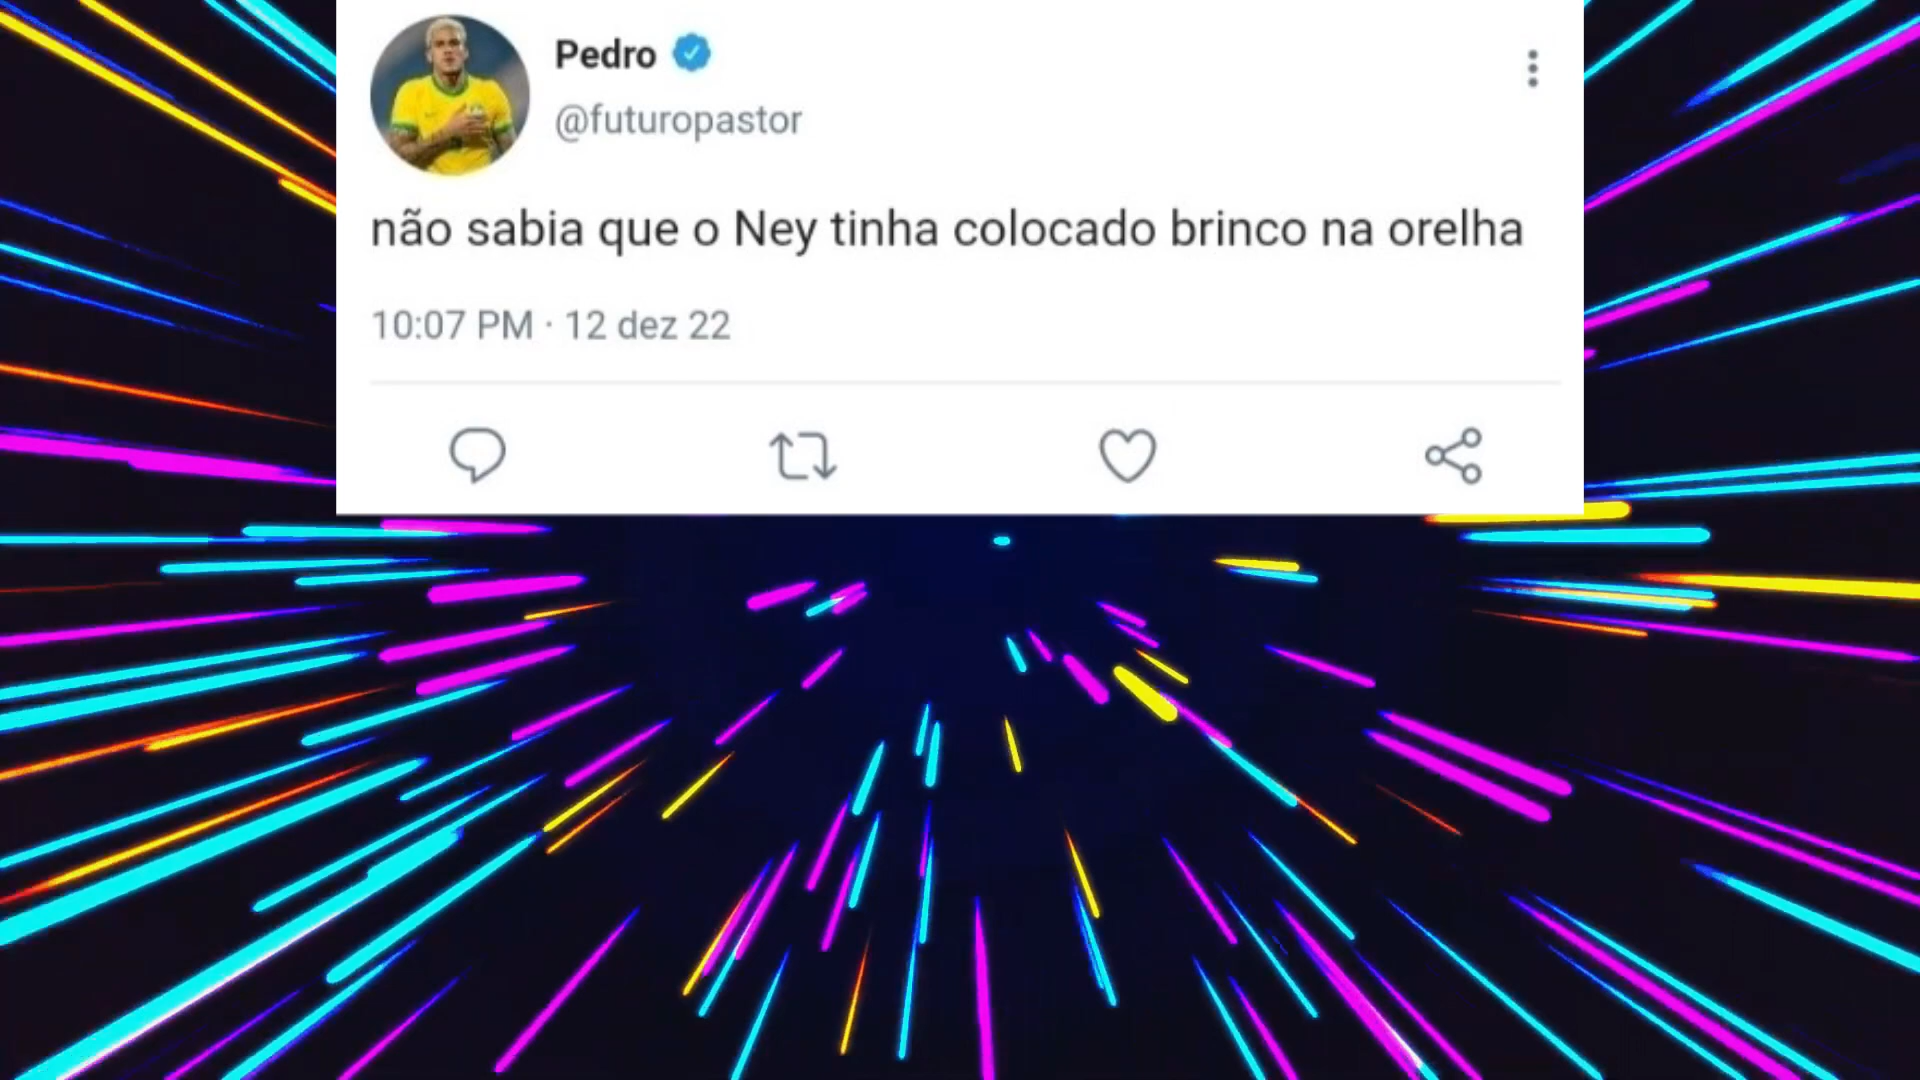 Pedro
@futuropastor
não sabia que o Ney tinha colocado brinco na orelha
10:07 PM · 12 dez 22